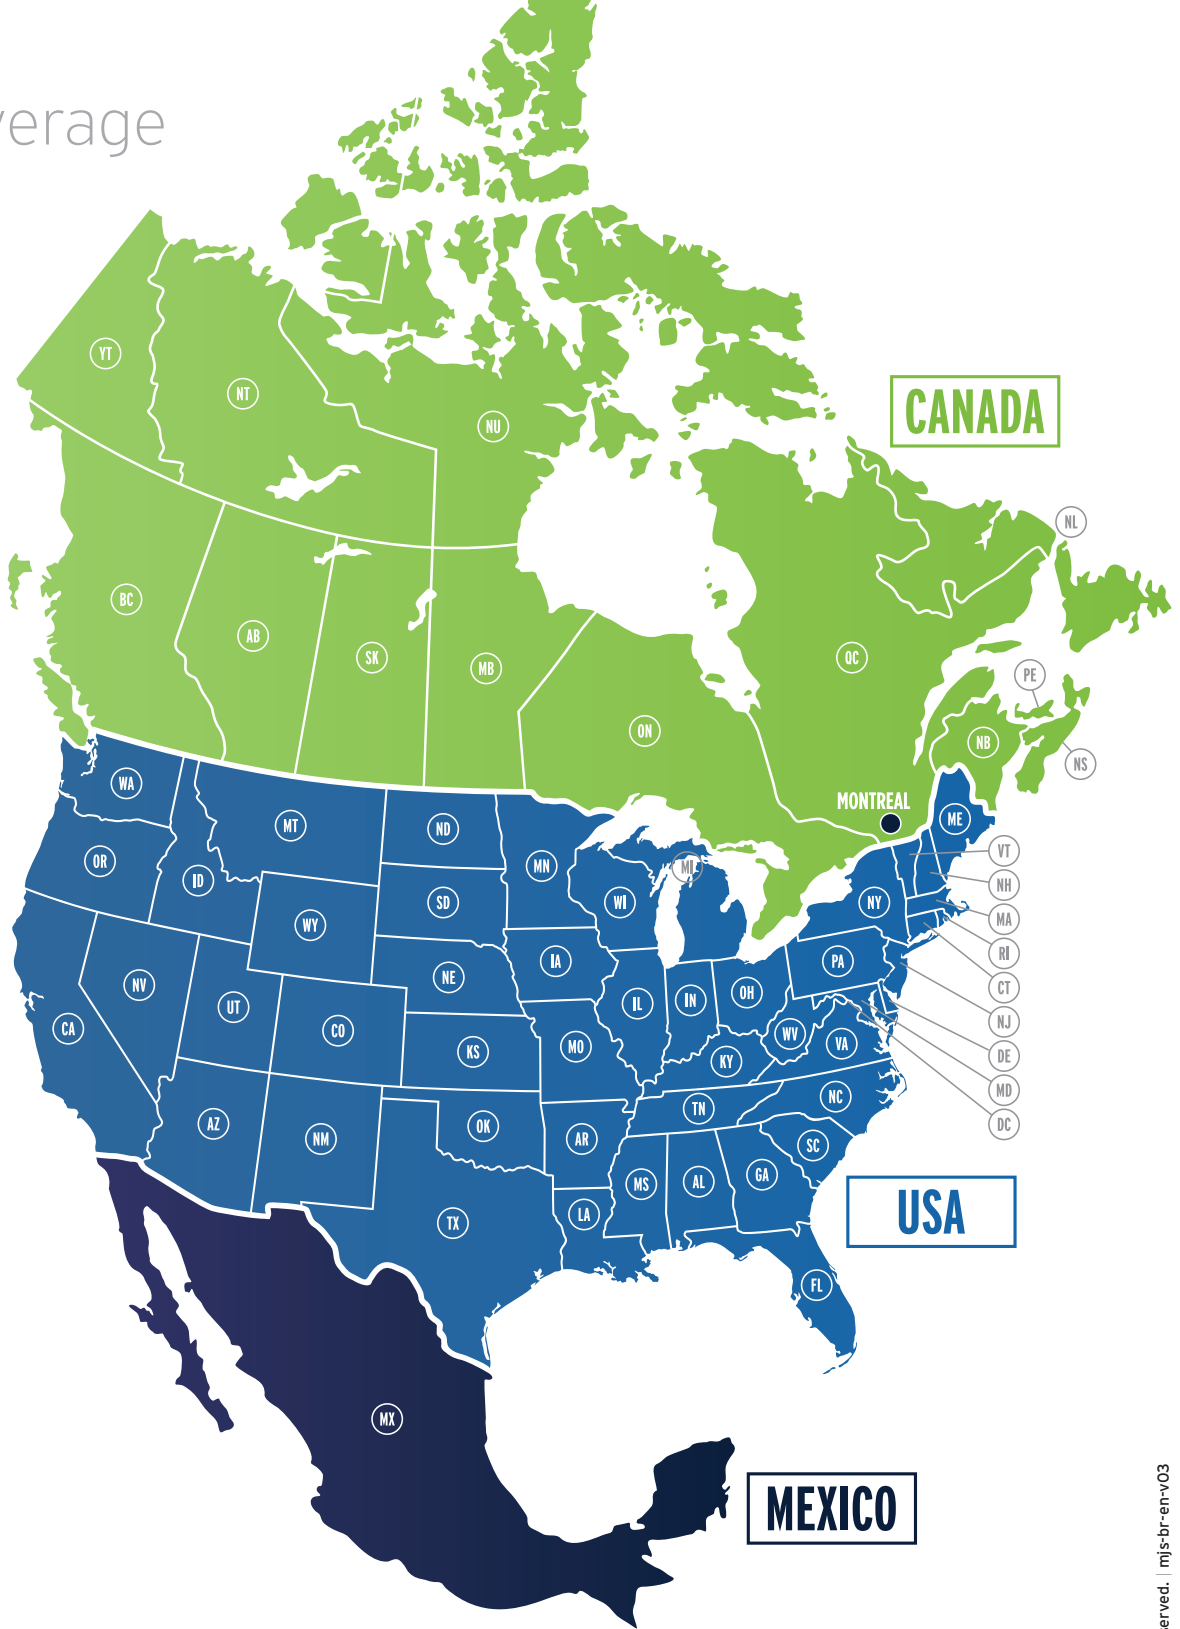 verage
YT
NT
NU
CANADA
NL
BC
AB
SK
MB
QC
PE
ON
NB
NS
MONTREAL
WA
MT
ND
ME
OR
ID
MN
MI
VT
WY
SD
WI
NY
NH
MA
NV
NE
IA
PA
RI
CA
UT
CO
IL
IN
OH
CT
KS
MO
KY
WV
VA
NJ
DE
AZ
NM
OK
AR
TN
NC
MD
DC
TX
LA
MS
AL
GA
SC
USA
FL
MX
MEXICO
served. | mjs-br-en-v03